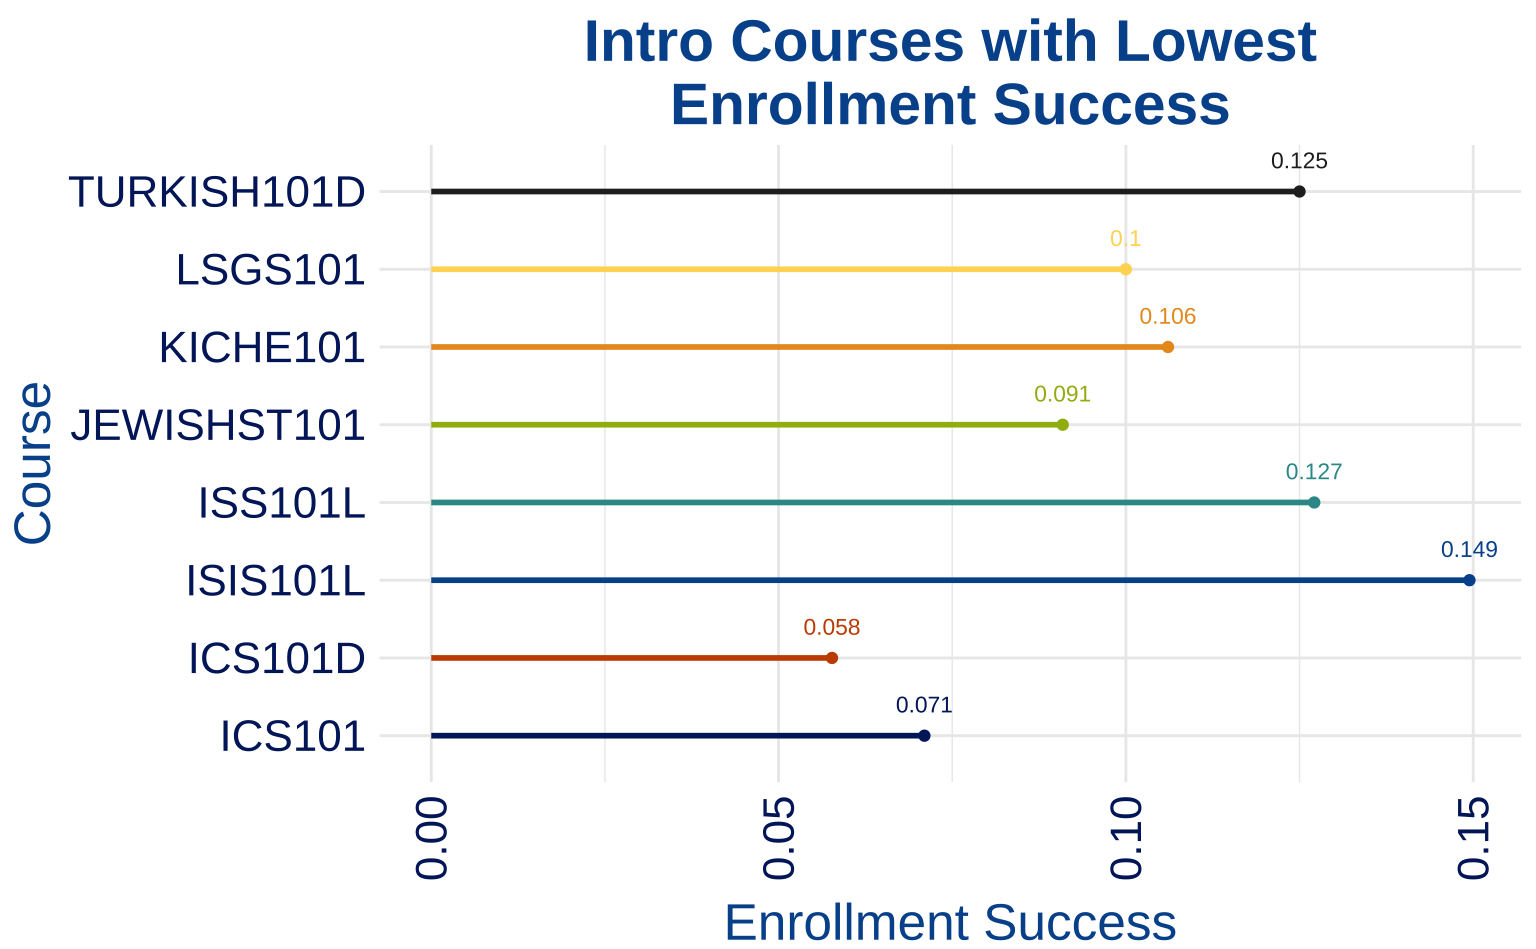 Intro Courses with Lowest
Enrollment Success
Course
TURKISH101D
0.125
LSGS101
0.1
KICHE101
0.106
JEWISHST101
0.091
ISS101L
0.127
ISIS101L
0.149
ICS101D
0.058
ICS101
0.071
0.00
0.05
0.10
0.15
Enrollment Success